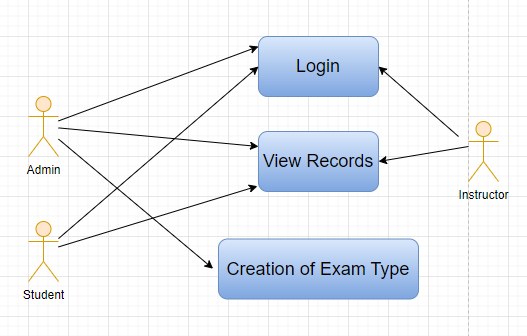 Login
Admin
View Records
Instructor
Student
Creation of Exam Type